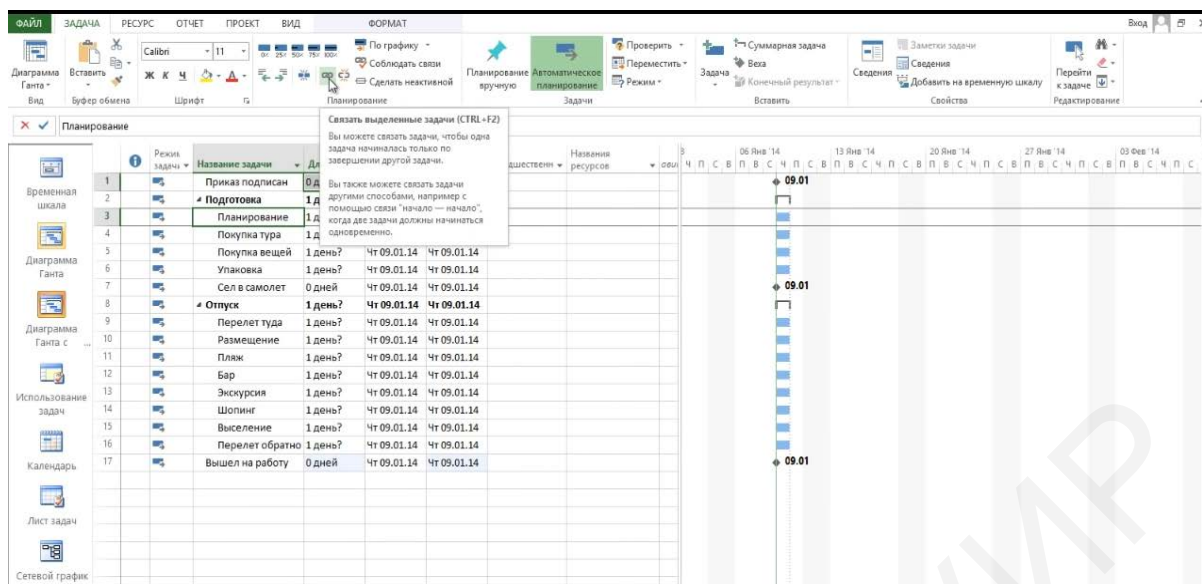 ФАЙЛ ЗАДАЧА РЕСУРС ОТЧЕТ ПРОЕКТ ВИД ФОРМАТ Вход
Диаграмма Ганта
Вид
Вставить
Буфер обмена
Calibri 11
Ж К Ч
Шрифт
0% 25% 50% 75% 100%
По графику
Соблюдать связи
Сделать неактивной
Планирование
Планирование вручную
Автоматическое планирование
Проверить
Переместить
Режим
Задачи
Задача
Суммарная задача
Веха
Конечный результат
Вставить
Сведения
Заметки задачи
Сведения
Добавить на временную шкалу
Свойства
Перейти к задаче
Редактирование
Планирование
Связать выделенные задачи (CTRL+F2)
Вы можете связать задачи, чтобы одна
задача начиналась только по
завершении другой задачи.
Вы также можете связать задачи
другими способами, например с
помощью связи "начало — начало",
когда две задачи должны начинаться
одновременно.
Временная шкала
Диаграмма Ганта
Диаграмма Ганта с ...
Использование задач
Календарь
Лист задач
Сетевой график
Режим задачи Название задачи Названия ресурсов
06 Янв '14 13 Янв '14 20 Янв '14 27 Янв '14 03 Фев '14
Ч П С В П В С Ч П С В П В С Ч П С В П В С Ч П С В П В С Ч П С В П В С Ч П С
1 Приказ подписан 0 д 09.01
2 Подготовка 1 д
3 Планирование 1 д
4 Покупка тура 1 д
5 Покупка вещей 1 день? Чт 09.01.14 Чт 09.01.14
6 Упаковка 1 день? Чт 09.01.14 Чт 09.01.14
7 Сел в самолет 0 дней Чт 09.01.14 Чт 09.01.14 09.01
8 Отпуск 1 день? Чт 09.01.14 Чт 09.01.14
9 Перелет туда 1 день? Чт 09.01.14 Чт 09.01.14
10 Размещение 1 день? Чт 09.01.14 Чт 09.01.14
11 Пляж 1 день? Чт 09.01.14 Чт 09.01.14
12 Бар 1 день? Чт 09.01.14 Чт 09.01.14
13 Экскурсия 1 день? Чт 09.01.14 Чт 09.01.14
14 Шопинг 1 день? Чт 09.01.14 Чт 09.01.14
15 Выселение 1 день? Чт 09.01.14 Чт 09.01.14
16 Перелет обратно 1 день? Чт 09.01.14 Чт 09.01.14
17 Вышел на работу 0 дней Чт 09.01.14 Чт 09.01.14 09.01